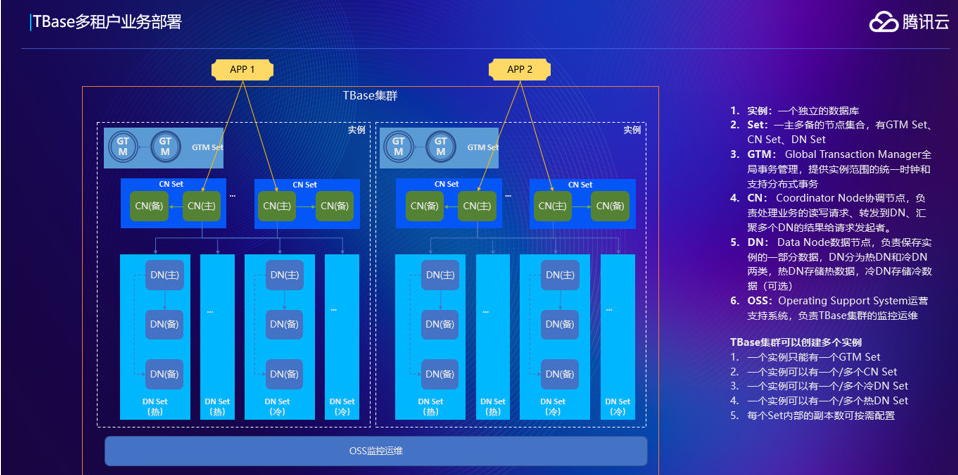 TBase多租户业务部署
腾讯云
APP 1
APP 2
TBase集群
实例
实例
GTM
GTM
GTM Set
GTM
GTM
GTM Set
CN Set
...
CN Set
CN Set
...
CN Set
CN(备)
CN(主)
CN(主)
CN(备)
CN(备)
CN(主)
CN(主)
CN(备)
DN(主)
DN(主)
DN(主)
DN(主)
...
...
...
...
DN(备)
DN(备)
DN(备)
DN(备)
DN(备)
DN(备)
DN(备)
DN(备)
DN Set
(热)
DN Set
(热)
DN Set
(冷)
DN Set
(冷)
DN Set
(热)
DN Set
(热)
DN Set
(冷)
DN Set
(冷)
OSS监控运维
1. 实例：一个独立的数据库
2. Set：一主多备的节点集合，有GTM Set、
CN Set、DN Set
3. GTM： Global Transaction Manager全
局事务管理，提供实例范围的统一时钟和
支持分布式事务
4. CN：Coordinator Node协调节点，负
责处理业务的读写请求、转发到DN、汇
聚多个DN的结果给请求发起者。
5. DN： Data Node数据节点，负责保存实
例的一部分数据，DN分为热DN和冷DN
两类，热DN存储热数据，冷DN存储冷数
据（可选）
6. OSS：Operating Support System运营
支持系统，负责TBase集群的监控运维
TBase集群可以创建多个实例
1. 一个实例只能有一个GTM Set
2. 一个实例可以有一个/多个CN Set
3. 一个实例可以有一个/多个冷DN Set
4. 一个实例可以有一个/多个热DN Set
5. 每个Set内部的副本数可按需配置